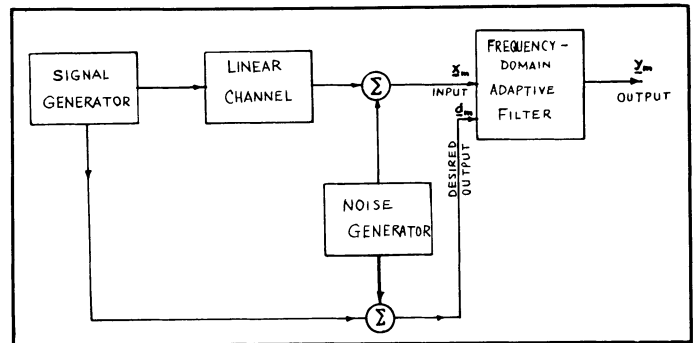 SIGNAL
GENERATOR
LINEAR
CHANNEL
Σ
x_m
INPUT
d_m
DESIRED
OUTPUT
FREQUENCY-
DOMAIN
ADAPTIVE
FILTER
y_m
OUTPUT
NOISE
GENERATOR
Σ